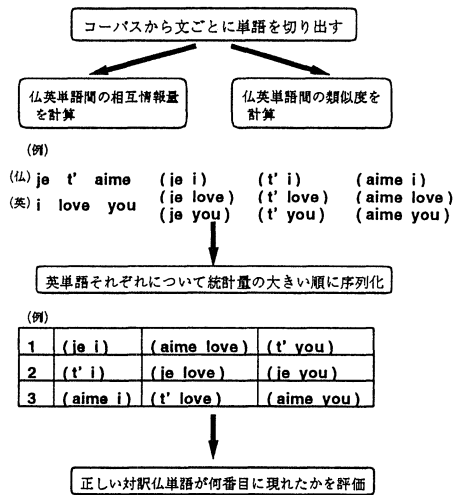 コーパスから文ごとに単語を切り出す
仏英単語間の相互情報量
を計算
仏英単語間の類似度を
計算
(例)
(仏) je t' aime (je i) (t' i) (aime i)
(英) i love you (je love) (t' love) (aime love)
(je you) (t' you) (aime you)
英単語それぞれについて統計量の大きい順に序列化
(例)
1 (je i) (aime love) (t' you)
2 (t' i) (je love) (je you)
3 (aime i) (t' love) (aime you)
正しい対訳仏単語が何番目に現れたかを評価